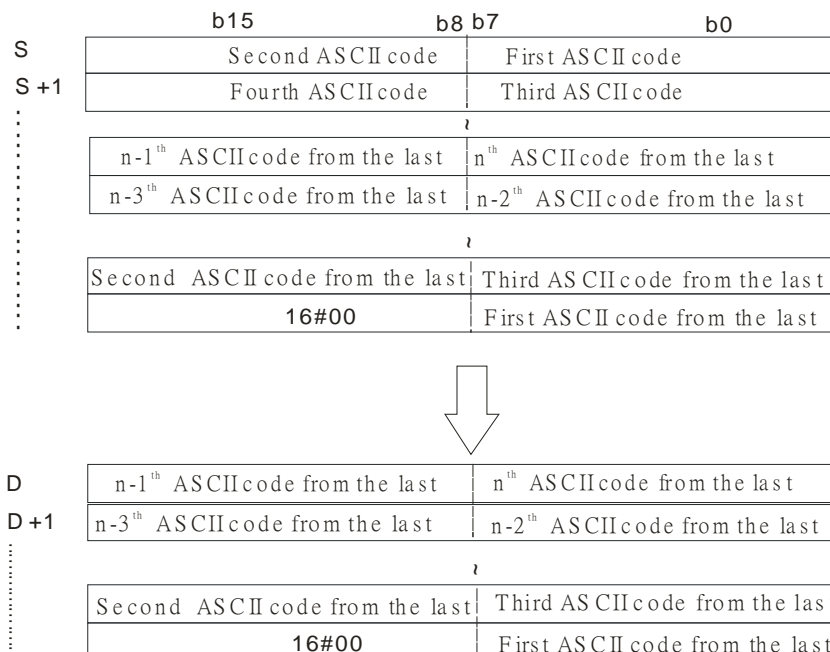 b15 b8 b7 b0
S Second ASCII code First ASCII code
S +1 Fourth ASCII code Third ASCII code
n-1th ASCII code from the last nth ASCII code from the last
n-3th ASCII code from the last n-2th ASCII code from the last
Second ASCII code from the last Third ASCII code from the last
16#00 First ASCII code from the last
D n-1th ASCII code from the last nth ASCII code from the last
D +1 n-3th ASCII code from the last n-2th ASCII code from the last
Second ASCII code from the last Third ASCII code from the las
16#00 First ASCII code from the last